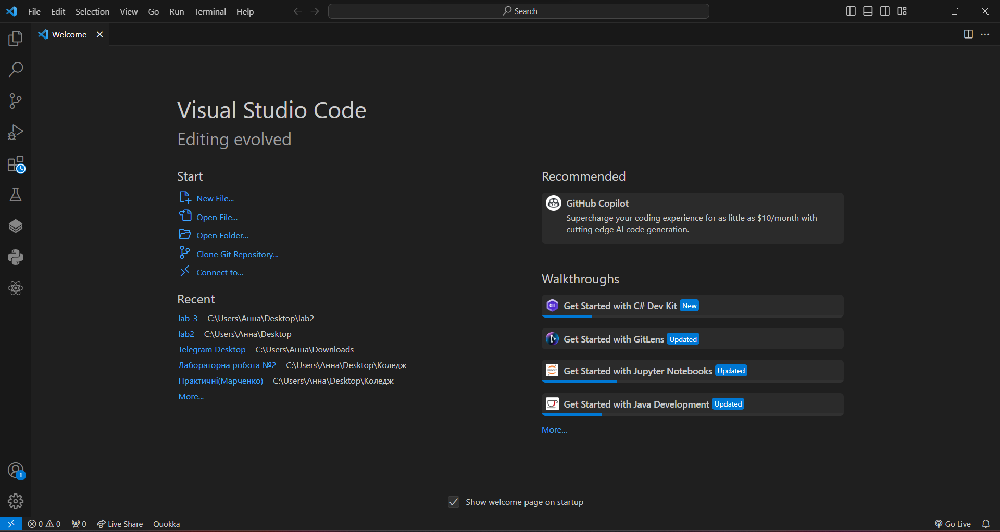 File Edit Selection View Go Run Terminal Help
Search
Welcome
Visual Studio Code
Editing evolved
Start
New File...
Open File...
Open Folder...
Clone Git Repository...
Connect to...
Recent
lab_3 C:\Users\Анна\Desktop\lab2
lab2 C:\Users\Анна\Desktop
Telegram Desktop C:\Users\Анна\Downloads
Лабораторна робота №2 C:\Users\Анна\Desktop\Коледж
Практичні(Марченко) C:\Users\Анна\Desktop\Коледж
More...
Recommended
GitHub Copilot
Supercharge your coding experience for as little as $10/month with
cutting edge AI code generation.
Walkthroughs
C#
Get Started with C# Dev Kit New
Get Started with GitLens Updated
jupyter
Get Started with Jupyter Notebooks Updated
Get Started with Java Development Updated
More...
1
Show welcome page on startup
0 0 0 Live Share Quokka
Go Live